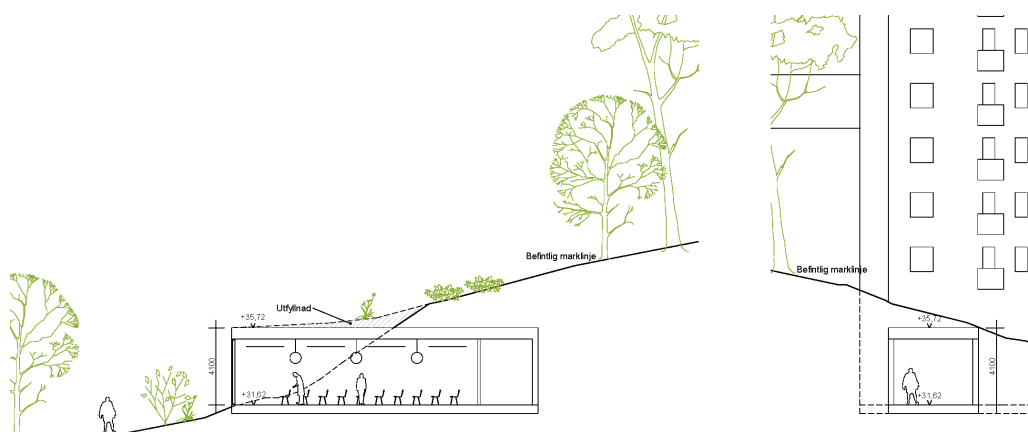 Befintlig marklinje
Befintlig marklinje
Utfyllnad
+35,72
+35,72
4100
4100
+31,62
+31,62